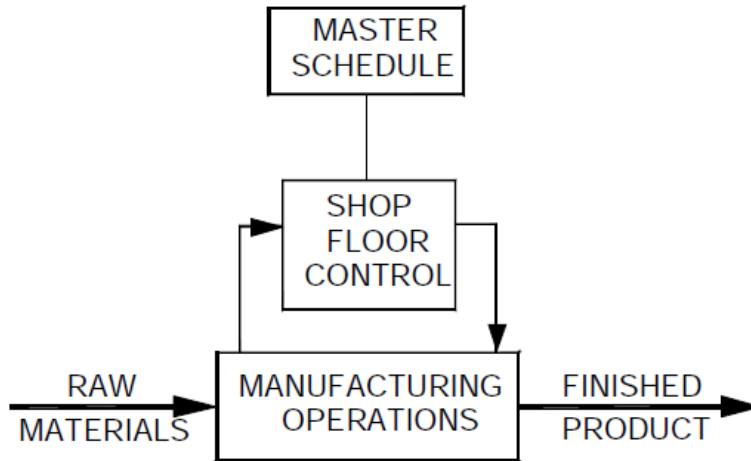 MASTER
SCHEDULE
SHOP
FLOOR
CONTROL
RAW
MATERIALS
MANUFACTURING
OPERATIONS
FINISHED
PRODUCT